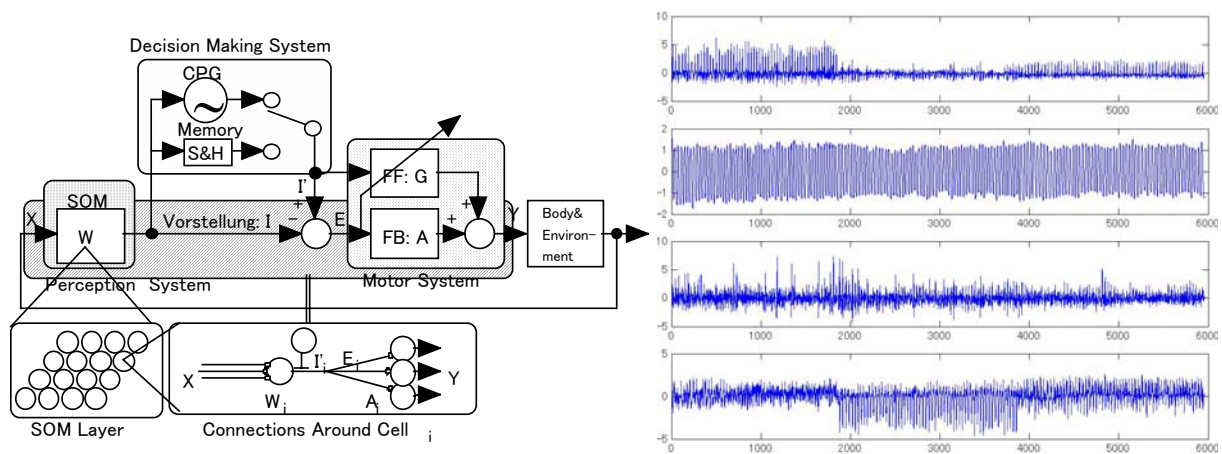 Decision Making System
CPG
Memory
S&H
SOM
X
W
Vorstellung: I
I'
+
−
E
FF: G
FB: A
+
+
Y
Body&
Environ-
ment
Perception System
Motor System
X
W i
I' i
E i
A i
Y
SOM Layer
Connections Around Cell i
10
5
0
-5
0 1000 2000 3000 4000 5000 6000
2
1
0
-1
-2
0 1000 2000 3000 4000 5000 6000
10
5
0
-5
0 1000 2000 3000 4000 5000 6000
5
0
-5
0 1000 2000 3000 4000 5000 6000